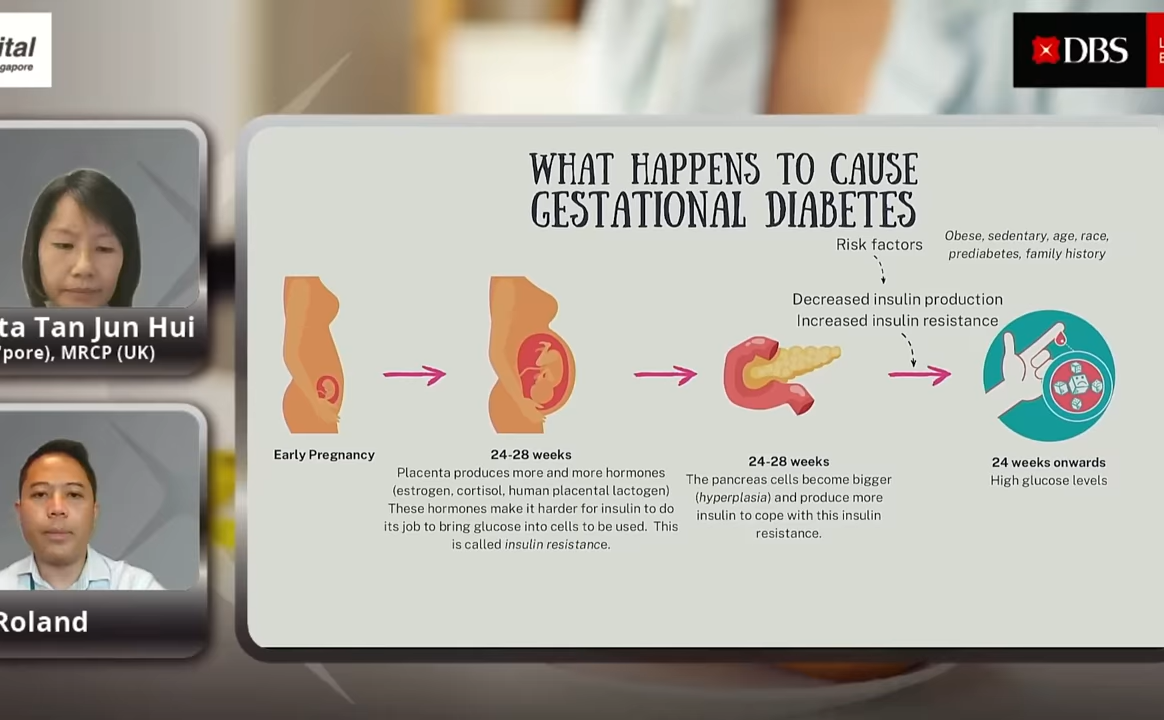 ital
gapore
DBS
L
E
ta Tan Jun Hui
'pore), MRCP (UK)
Roland
WHAT HAPPENS TO CAUSE
GESTATIONAL DIABETES
Risk factors
Obese, sedentary, age, race,
prediabetes, family history
Decreased insulin production
Increased insulin resistance
Early Pregnancy
24-28 weeks
Placenta produces more and more hormones
(estrogen, cortisol, human placental lactogen)
These hormones make it harder for insulin to do
its job to bring glucose into cells to be used. This
is called insulin resistance.
24-28 weeks
The pancreas cells become bigger
(hyperplasia) and produce more
insulin to cope with this insulin
resistance.
24 weeks onwards
High glucose levels